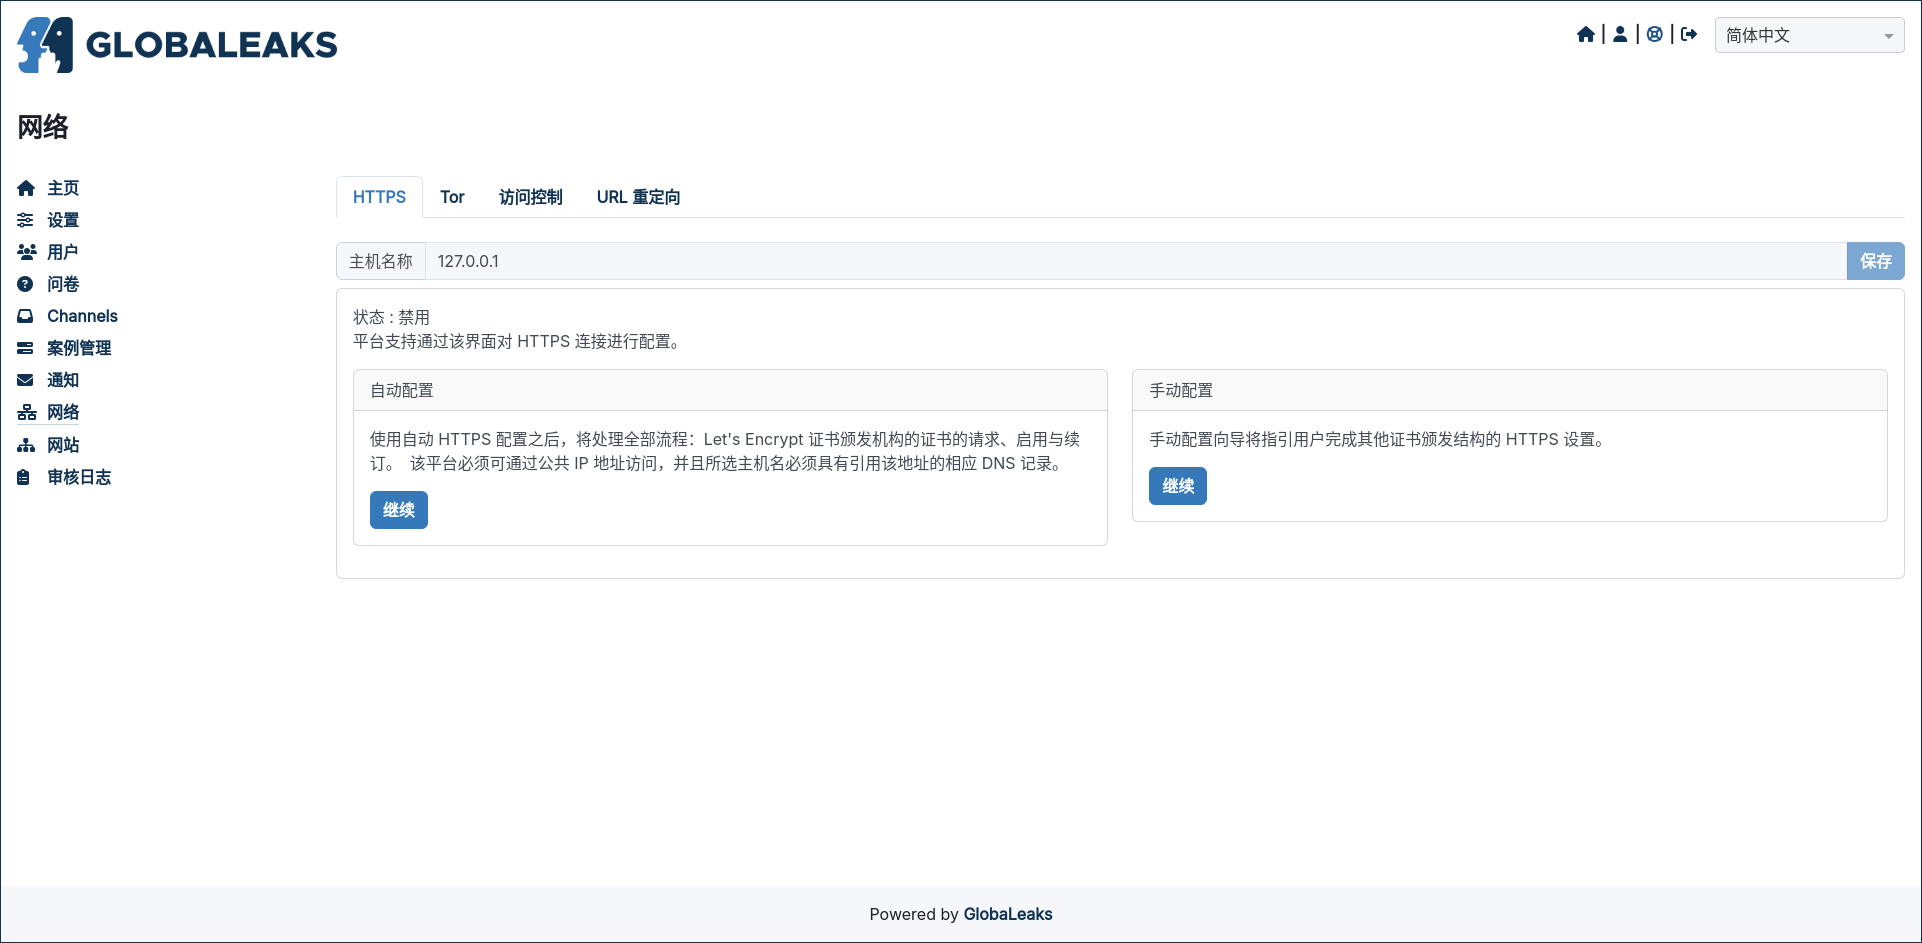 GLOBALEAKS
简体中文
网络
主页
设置
用户
问卷
Channels
案例管理
通知
网络
网站
审核日志
HTTPS Tor 访问控制 URL 重定向
主机名称 127.0.0.1 保存
状态 : 禁用
平台支持通过该界面对 HTTPS 连接进行配置。
自动配置
使用自动 HTTPS 配置之后，将处理全部流程：Let's Encrypt 证书颁发机构的证书的请求、启用与续
订。 该平台必须可通过公共 IP 地址访问，并且所选主机名必须具有引用该地址的相应 DNS 记录。
继续
手动配置
手动配置向导将指引用户完成其他证书颁发结构的 HTTPS 设置。
继续
Powered by GlobaLeaks